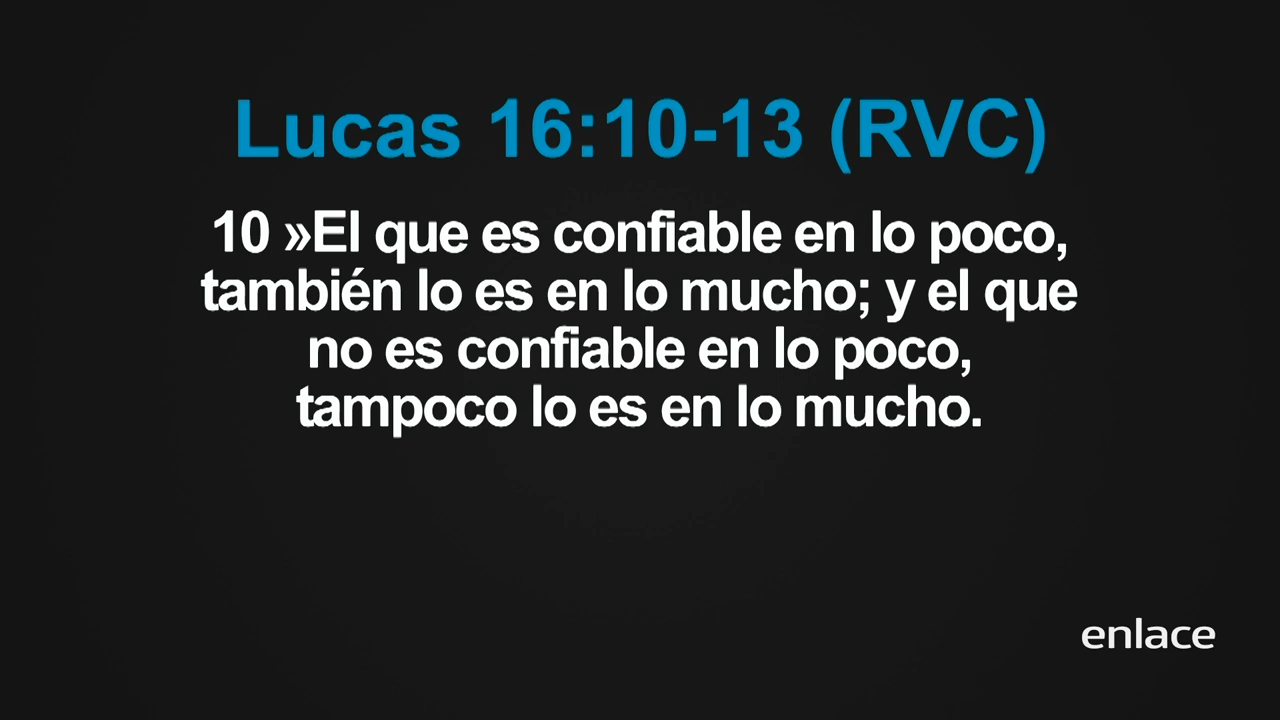 Lucas 16:10-13 (RVC)
10 »El que es confiable en lo poco,
también lo es en lo mucho; y el que
no es confiable en lo poco,
tampoco lo es en lo mucho.
enlace